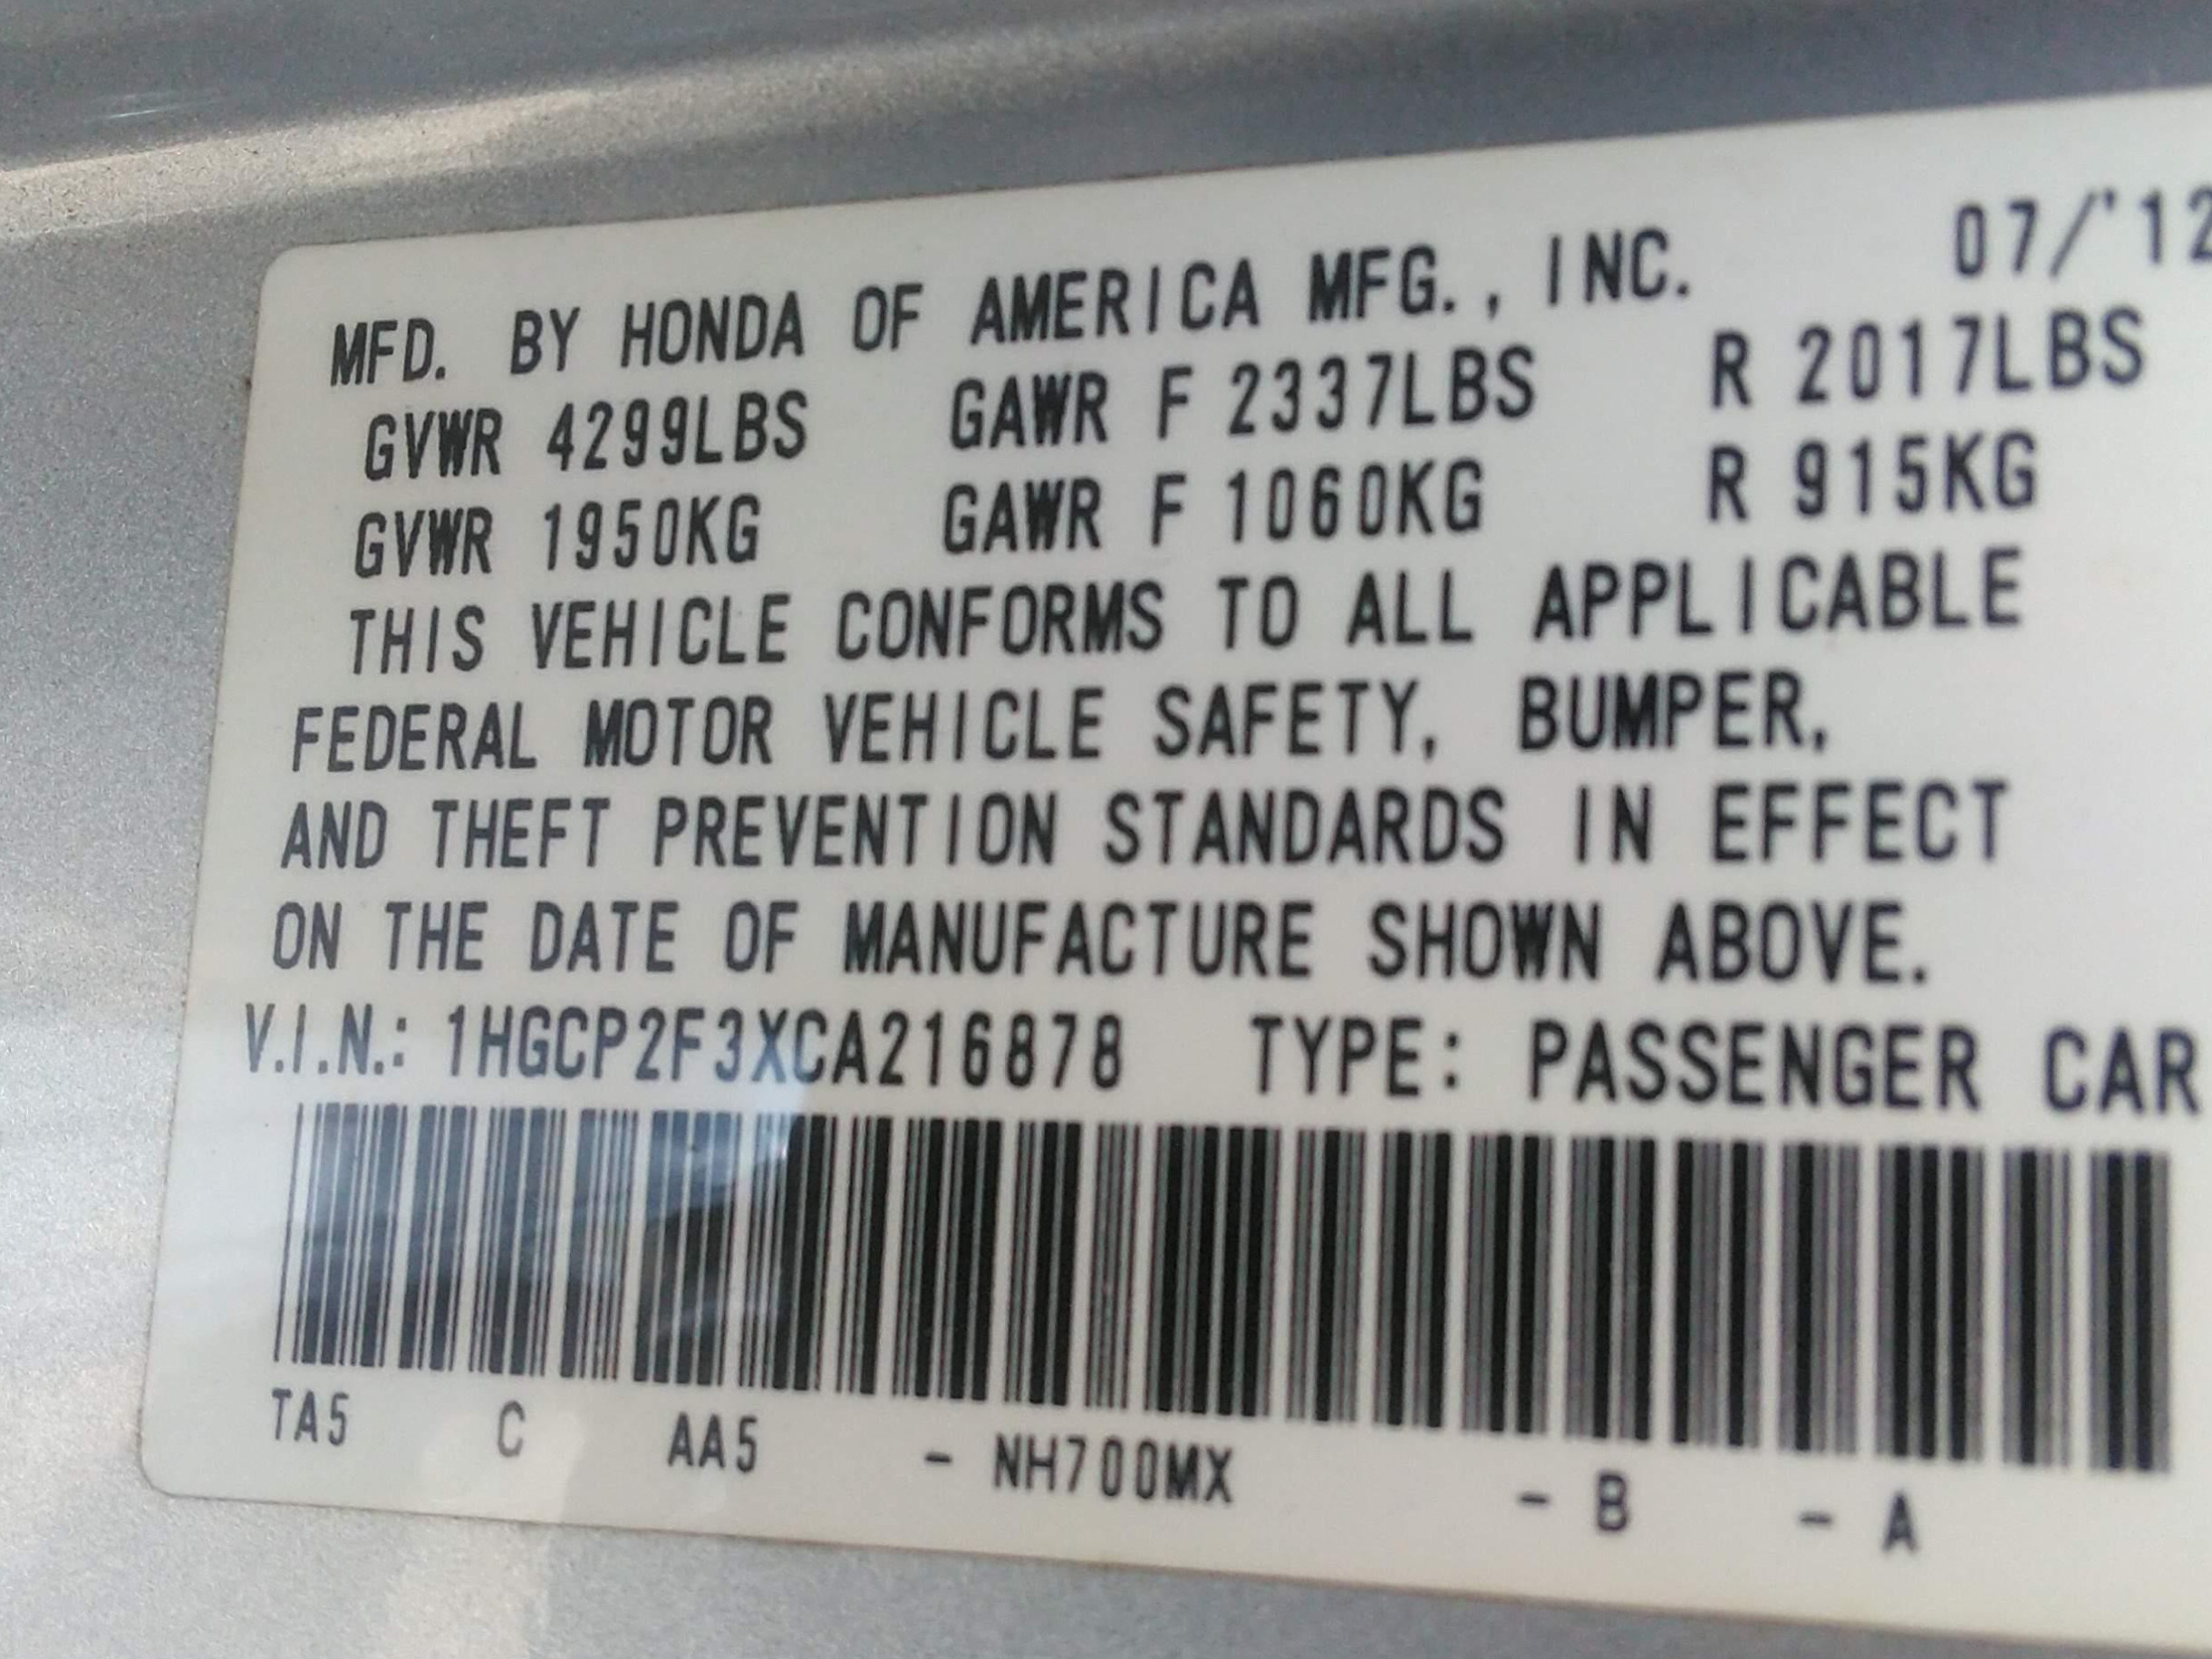 MFD. BY HONDA OF AMERICA MFG., INC. 07/'12
GVWR 4299LBS GAWR F 2337LBS R 2017LBS
GVWR 1950KG GAWR F 1060KG R 915KG
THIS VEHICLE CONFORMS TO ALL APPLICABLE
FEDERAL MOTOR VEHICLE SAFETY, BUMPER,
AND THEFT PREVENTION STANDARDS IN EFFECT
ON THE DATE OF MANUFACTURE SHOWN ABOVE.
V.I.N.: 1HGCP2F3XCA216878 TYPE: PASSENGER CAR
TA5 C AA5 - NH700MX - B - A